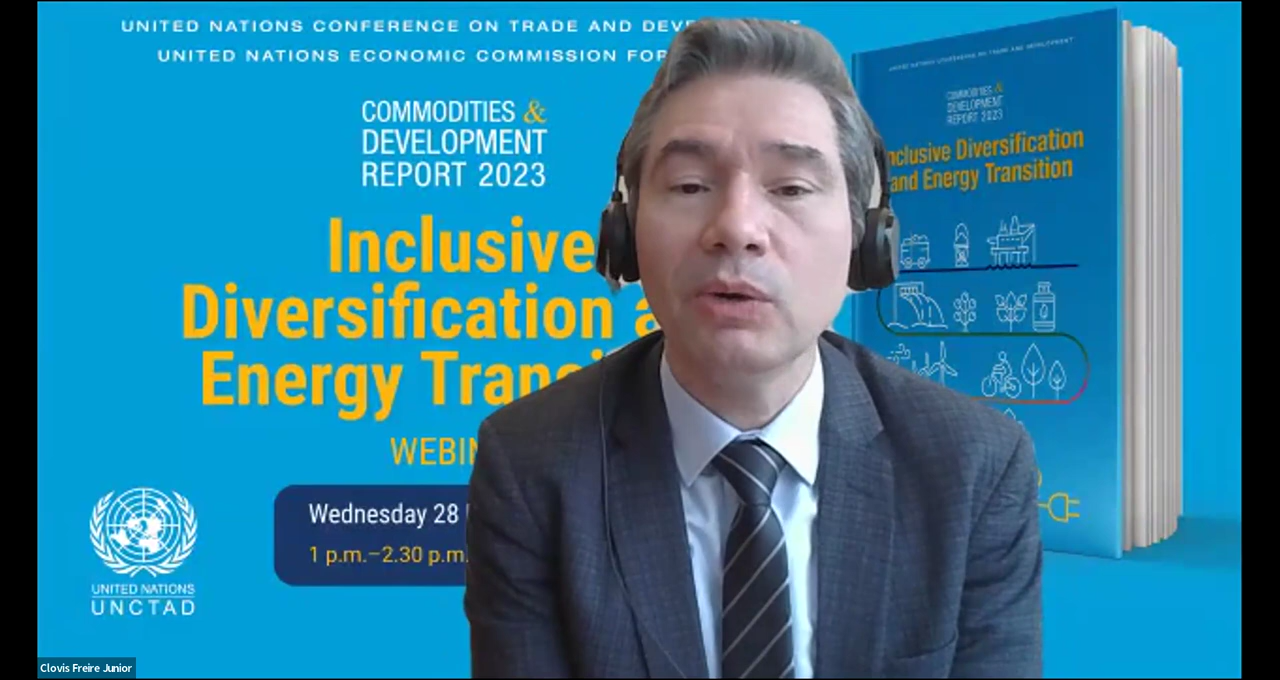 UNITED NATIONS CONFERENCE ON TRADE AND DEV
UNITED NATIONS ECONOMIC COMMISSION FOR
COMMODITIES &
DEVELOPMENT
REPORT 2023
Inclusive
Diversification a
Energy Transi
WEBIN
Wednesday 28
1 p.m.–2.30 p.m.
UNITED NATIONS
UNCTAD
UNITED NATIONS CONFERENCE ON TRADE AND DEVELOPMENT
COMMODITIES &
DEVELOPMENT
REPORT 2023
nclusive Diversification
and Energy Transition
Clovis Freire Junior